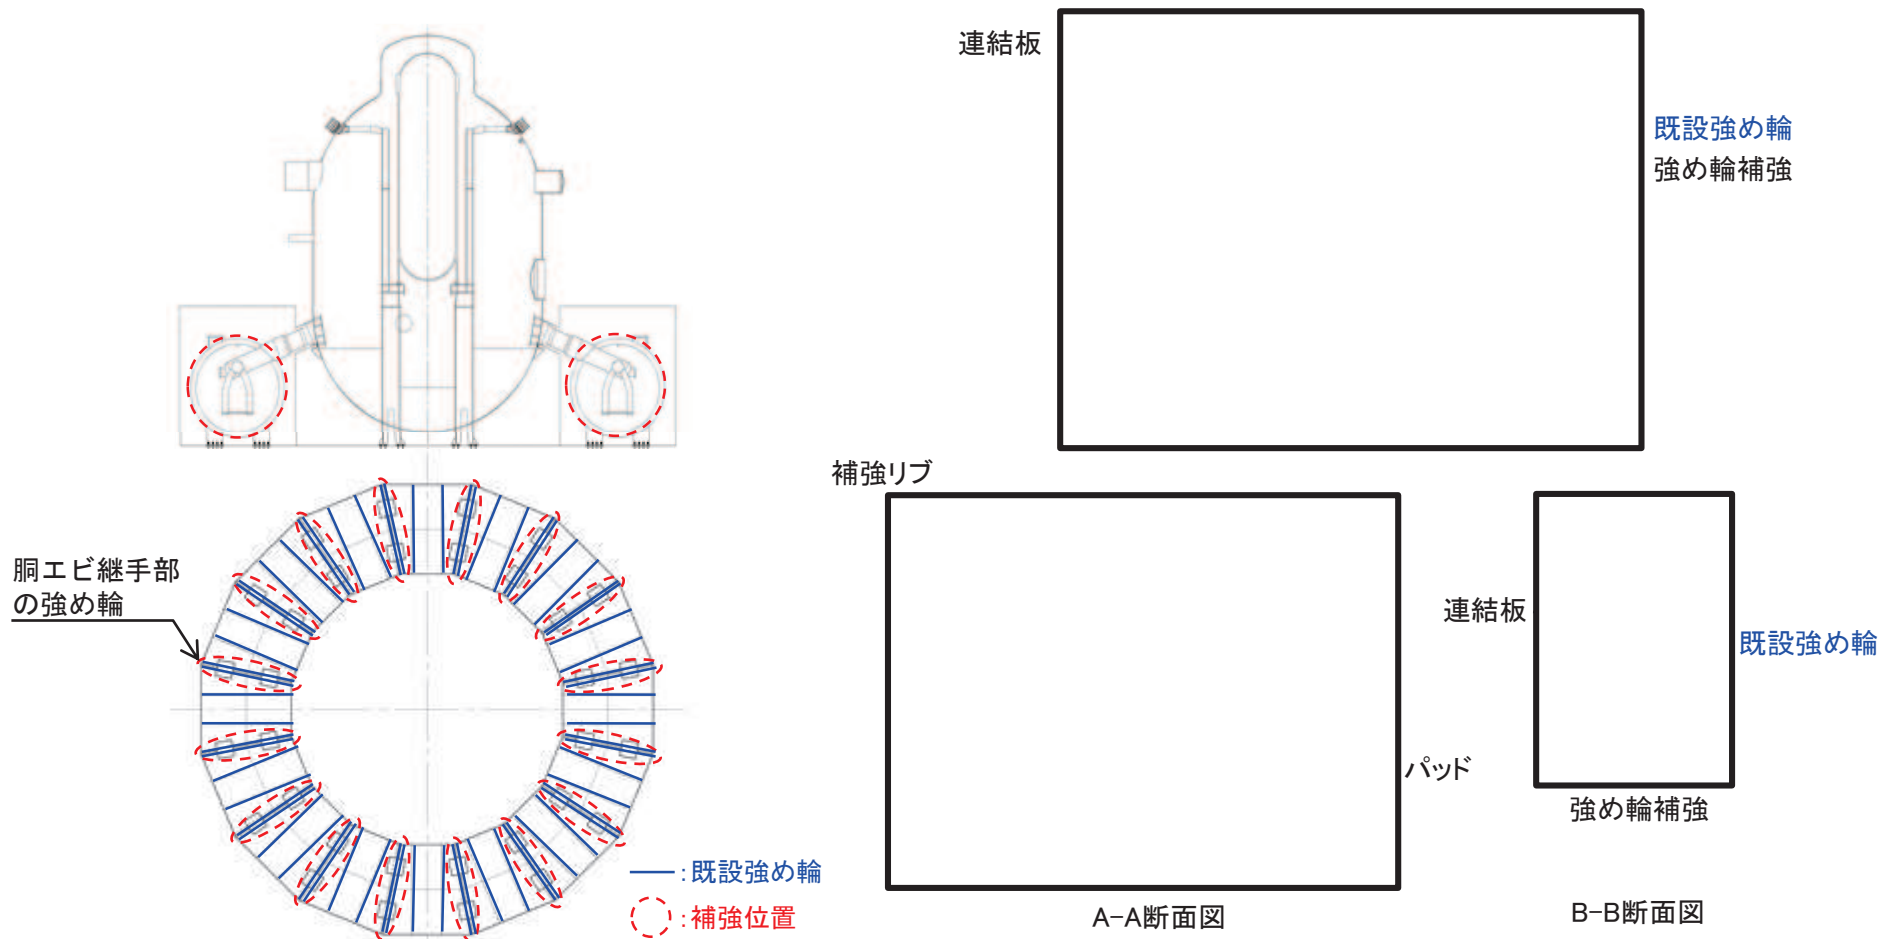 連結板
既設強め輪
強め輪補強
補強リブ
胴エビ継手部
の強め輪
連結板
既設強め輪
パッド
強め輪補強
:既設強め輪
:補強位置
A-A断面図
B-B断面図